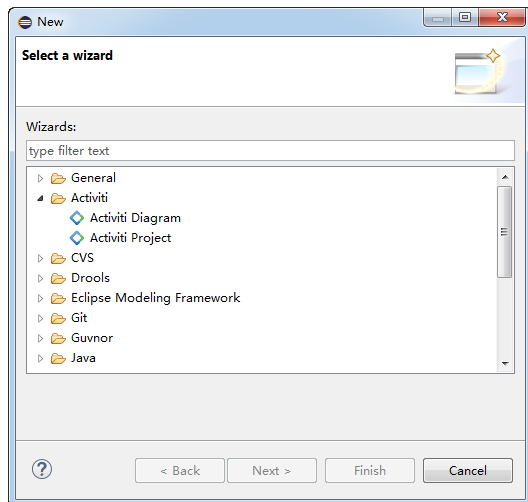 New
Select a wizard
Wizards:
type filter text
General
Activiti
Activiti Diagram
Activiti Project
CVS
Drools
Eclipse Modeling Framework
Git
Guvnor
Java
< Back Next > Finish Cancel